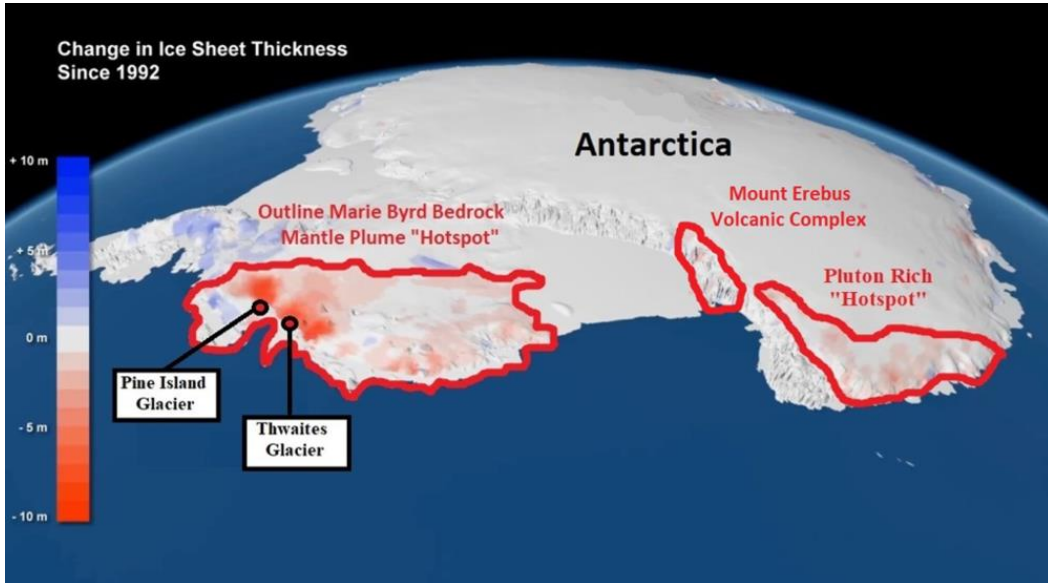 Change in Ice Sheet Thickness
Since 1992
Antarctica
+ 10 m
Mount Erebus
Volcanic Complex
Outline Marie Byrd Bedrock
Mantle Plume "Hotspot"
+ 5 m
Pluton Rich
"Hotspot"
0 m
Pine Island
Glacier
- 5 m
Thwaites
Glacier
- 10 m